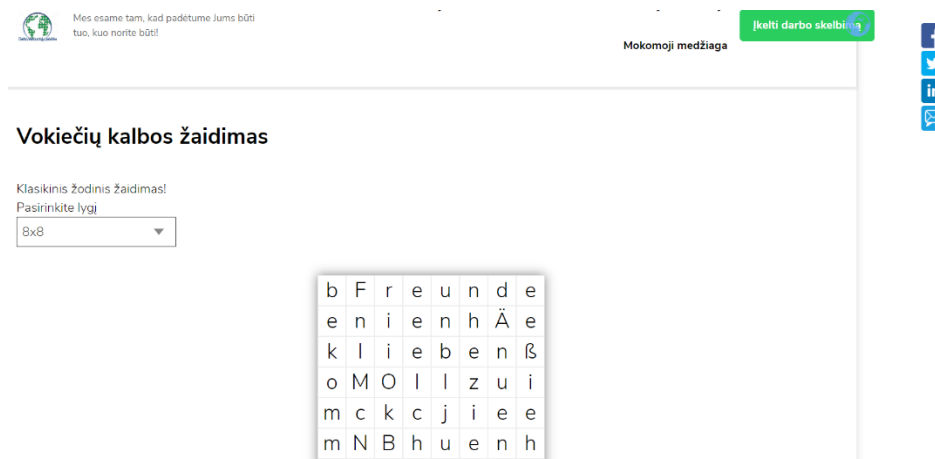 Mes esame tam, kad padėtume Jums būti
tuo, kuo norite būti!
Įkelti darbo skelbimą
Mokomoji medžiaga
Vokiečių kalbos žaidimas
Klasikinis žodinis žaidimas!
Pasirinkite lygį
8x8
b F r e u n d e
e n i e n h Ä e
k l i e b e n ß
o M O l l z u i
m c k c j i e e
m N B h u e n h